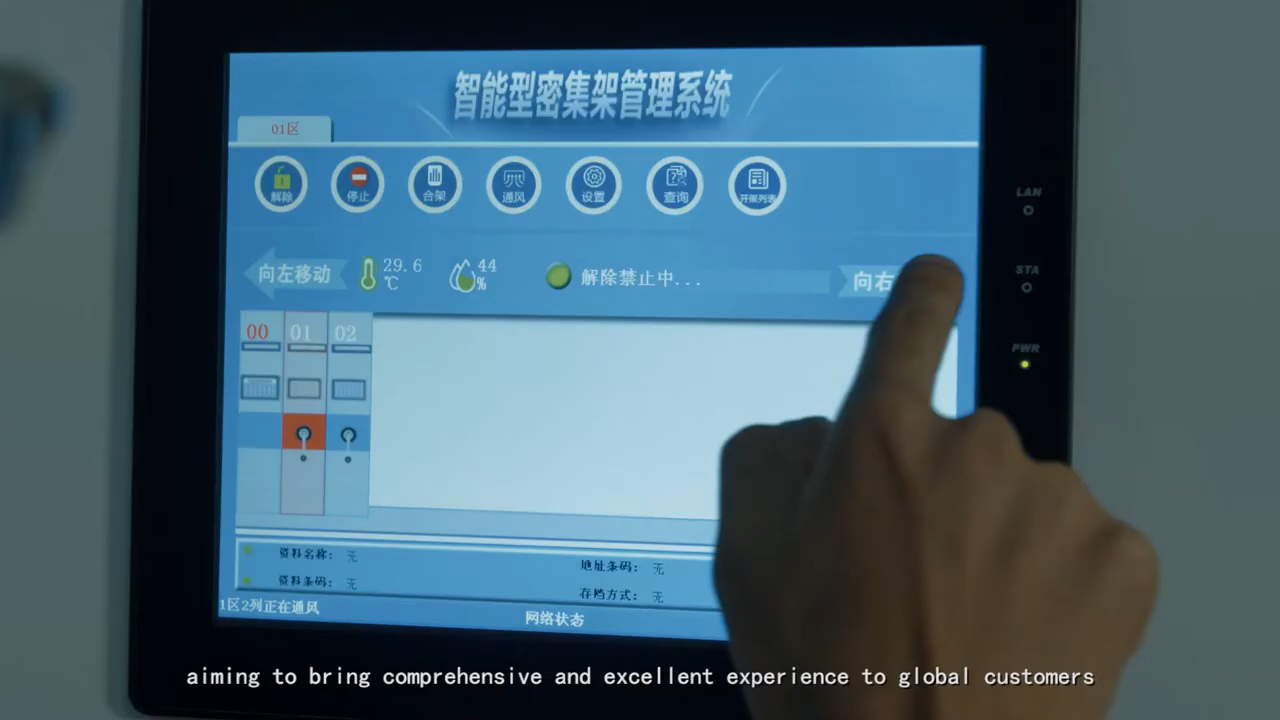 智能型密集架管理系统
01区
解除
停止
合架
通风
设置
查询
开架列表
向左移动
29.6
℃
44
%
解除禁止中...
向右
00
01
02
LAN
STA
PWR
资料名称: 无
地址条码: 无
资料条码: 无
存档方式: 无
1区2列正在通风
网络状态
aiming to bring comprehensive and excellent experience to global customers